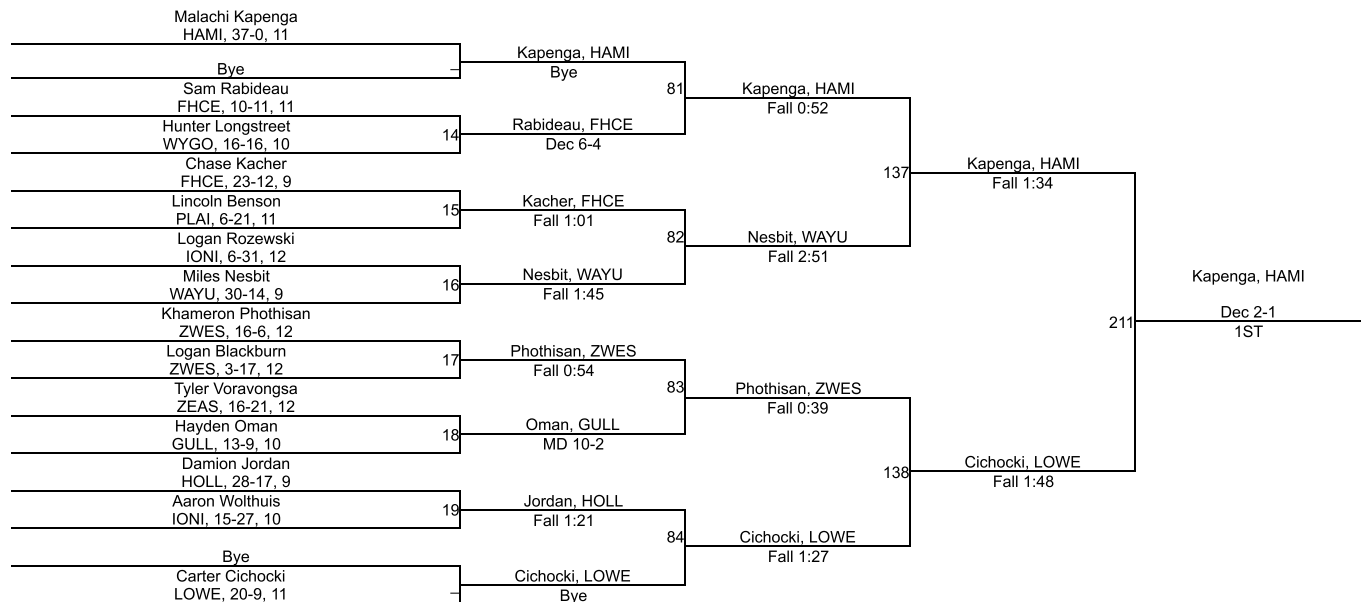 Malachi Kapenga
HAMI, 37-0, 11
Bye
Sam Rabideau
FHCE, 10-11, 11
Hunter Longstreet
WYGO, 16-16, 10
Chase Kacher
FHCE, 23-12, 9
Lincoln Benson
PLAI, 6-21, 11
Logan Rozewski
IONI, 6-31, 12
Miles Nesbit
WAYU, 30-14, 9
Khameron Phothisan
ZWES, 16-6, 12
Logan Blackburn
ZWES, 3-17, 12
Tyler Voravongsa
ZEAS, 16-21, 12
Hayden Oman
GULL, 13-9, 10
Damion Jordan
HOLL, 28-17, 9
Aaron Wolthuis
IONI, 15-27, 10
Bye
Carter Cichocki
LOWE, 20-9, 11
14
15
16
17
18
19
Kapenga, HAMI
Bye
Rabideau, FHCE
Dec 6-4
Kacher, FHCE
Fall 1:01
Nesbit, WAYU
Fall 1:45
Phothisan, ZWES
Fall 0:54
Oman, GULL
MD 10-2
Jordan, HOLL
Fall 1:21
Cichocki, LOWE
Bye
81
82
83
84
Kapenga, HAMI
Fall 0:52
Nesbit, WAYU
Fall 2:51
Phothisan, ZWES
Fall 0:39
Cichocki, LOWE
Fall 1:27
137
138
Kapenga, HAMI
Fall 1:34
Cichocki, LOWE
Fall 1:48
211
Kapenga, HAMI
Dec 2-1
1ST